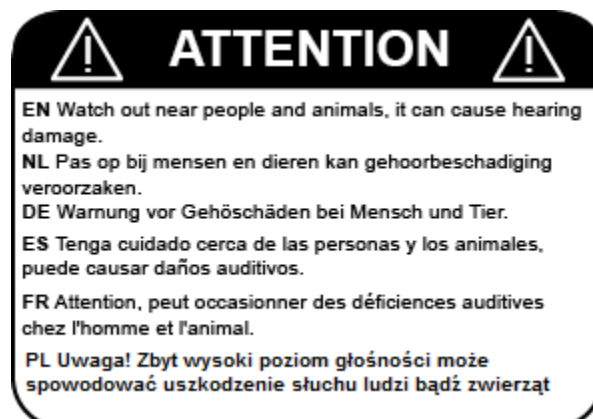 ATTENTION
EN Watch out near people and animals, it can cause hearing
damage.
NL Pas op bij mensen en dieren kan gehoorbeschadiging
veroorzaken.
DE Warnung vor Gehöschäden bei Mensch und Tier.
ES Tenga cuidado cerca de las personas y los animales,
puede causar daños auditivos.
FR Attention, peut occasionner des déficiences auditives
chez l'homme et l'animal.
PL Uwaga! Zbyt wysoki poziom głośności może
spowodować uszkodzenie słuchu ludzi bądź zwierząt